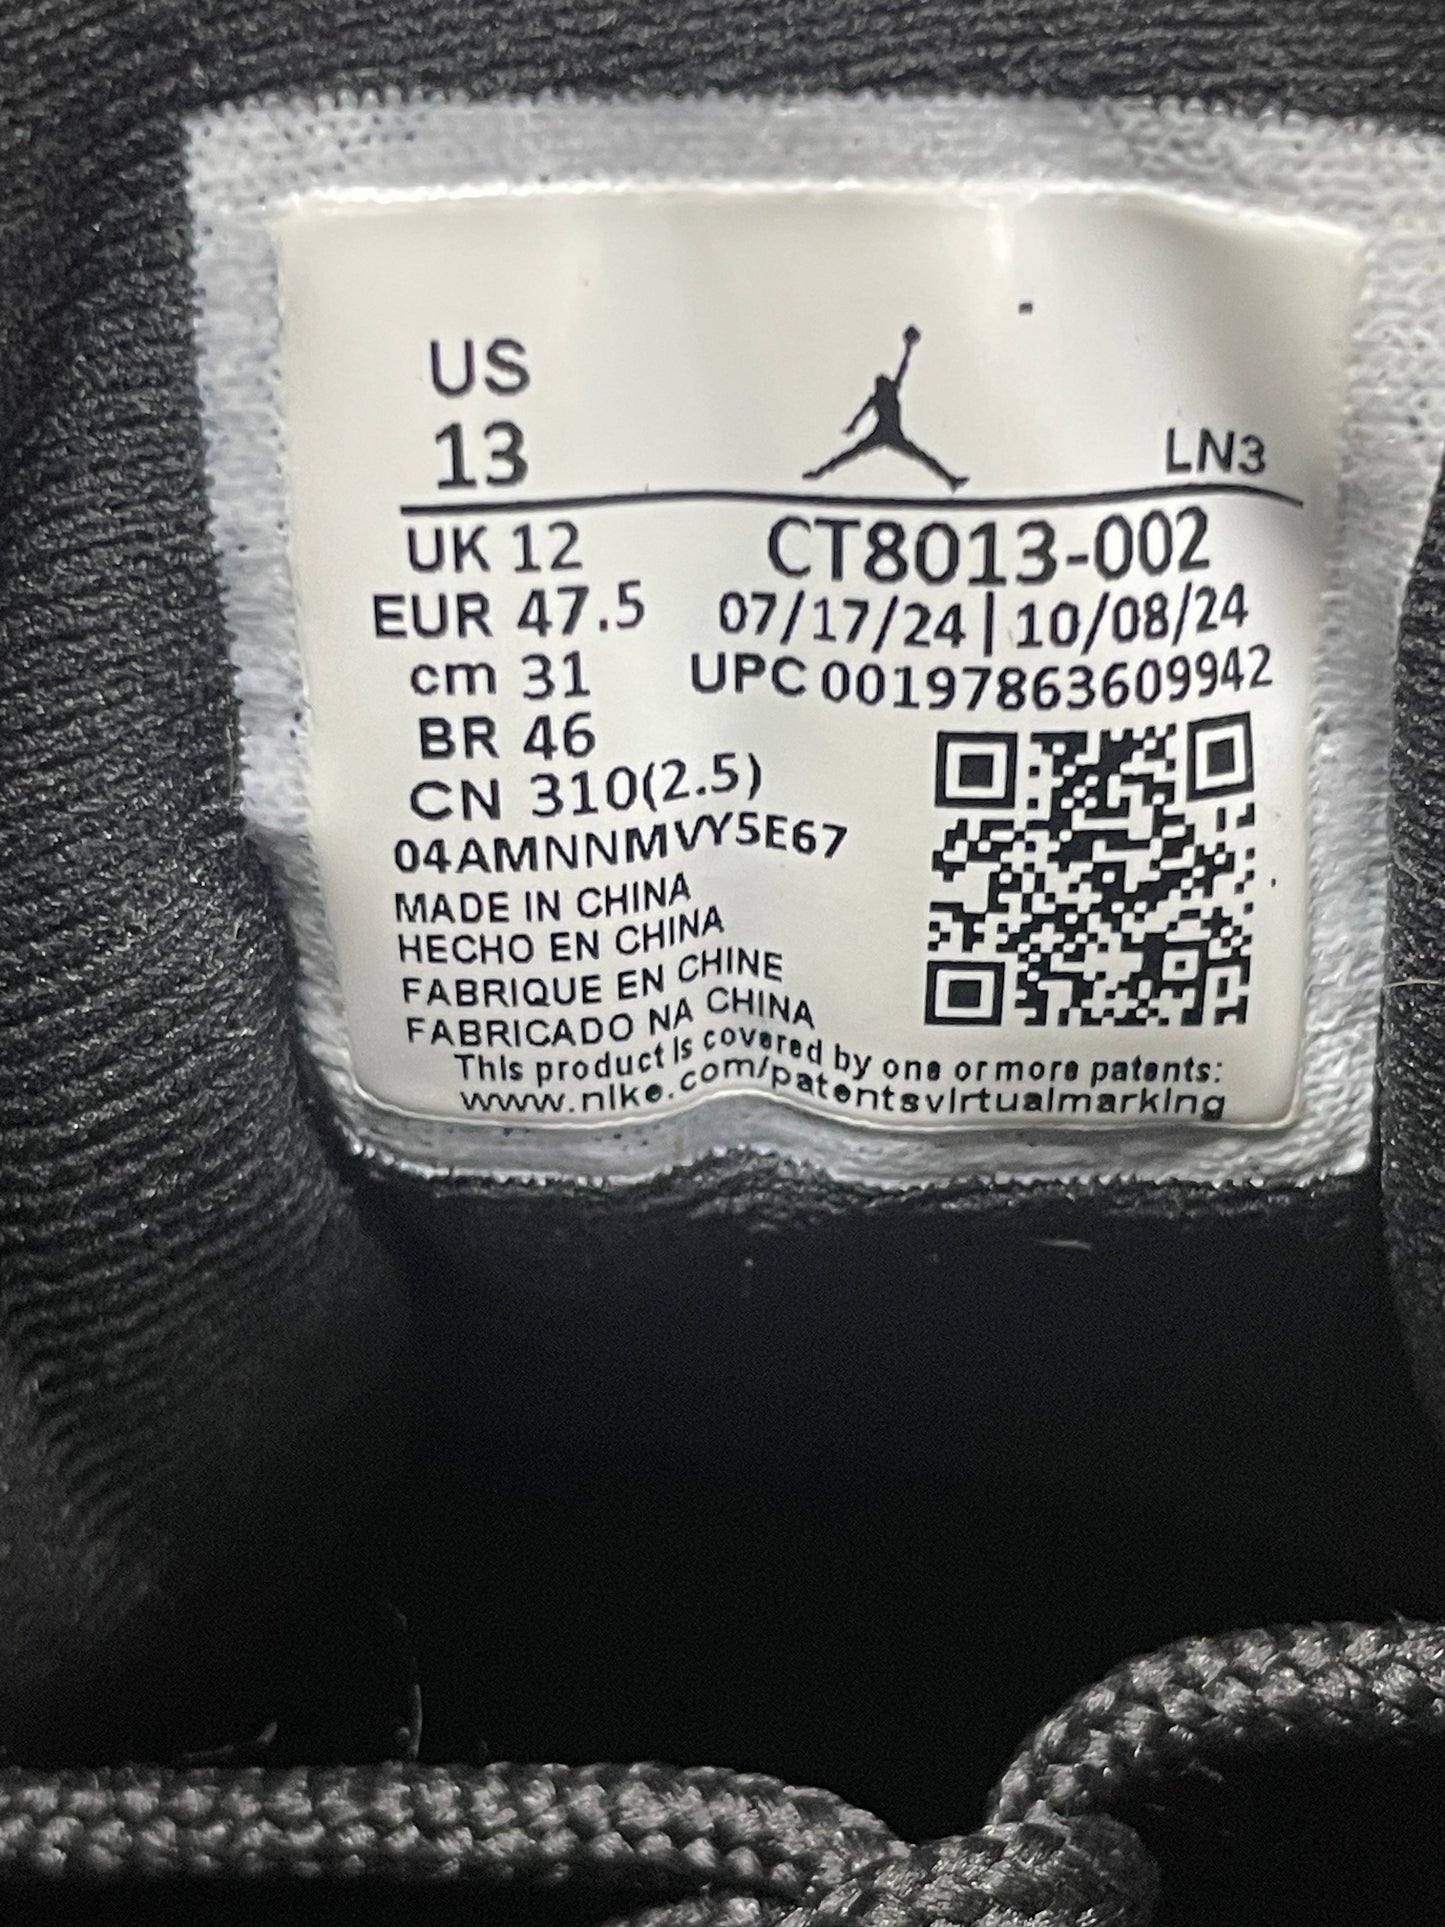 US
13
LN3
UK 12
CT8013-002
EUR 47.5
07/17/24 | 10/08/24
cm 31
UPC 00197863609942
BR 46
CN 310(2.5)
04AMNNMVY5E67
MADE IN CHINA
HECHO EN CHINA
FABRIQUE EN CHINE
FABRICADO NA CHINA
This product is covered by one or more patents:
www.nike.com/patentsvirtualmarking